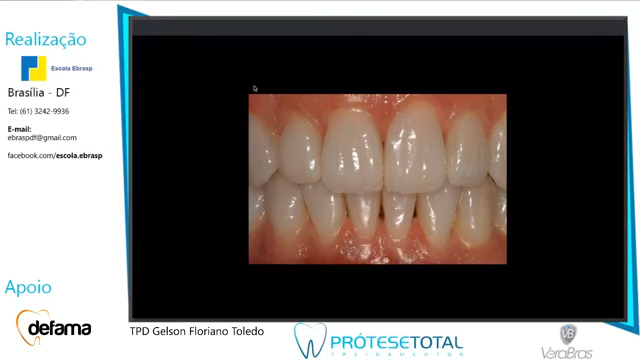 Realização
Escola Ebrasp
Brasília - DF
Tel: (61) 3242-9936
E-mail:
ebraspdf@gmail.com
facebook.com/escola.ebrasp
Apoio
defama
TPD Gelson Floriano Toledo
PRÓTESETOTAL
TREINAMENTOS
VB
VeraBras